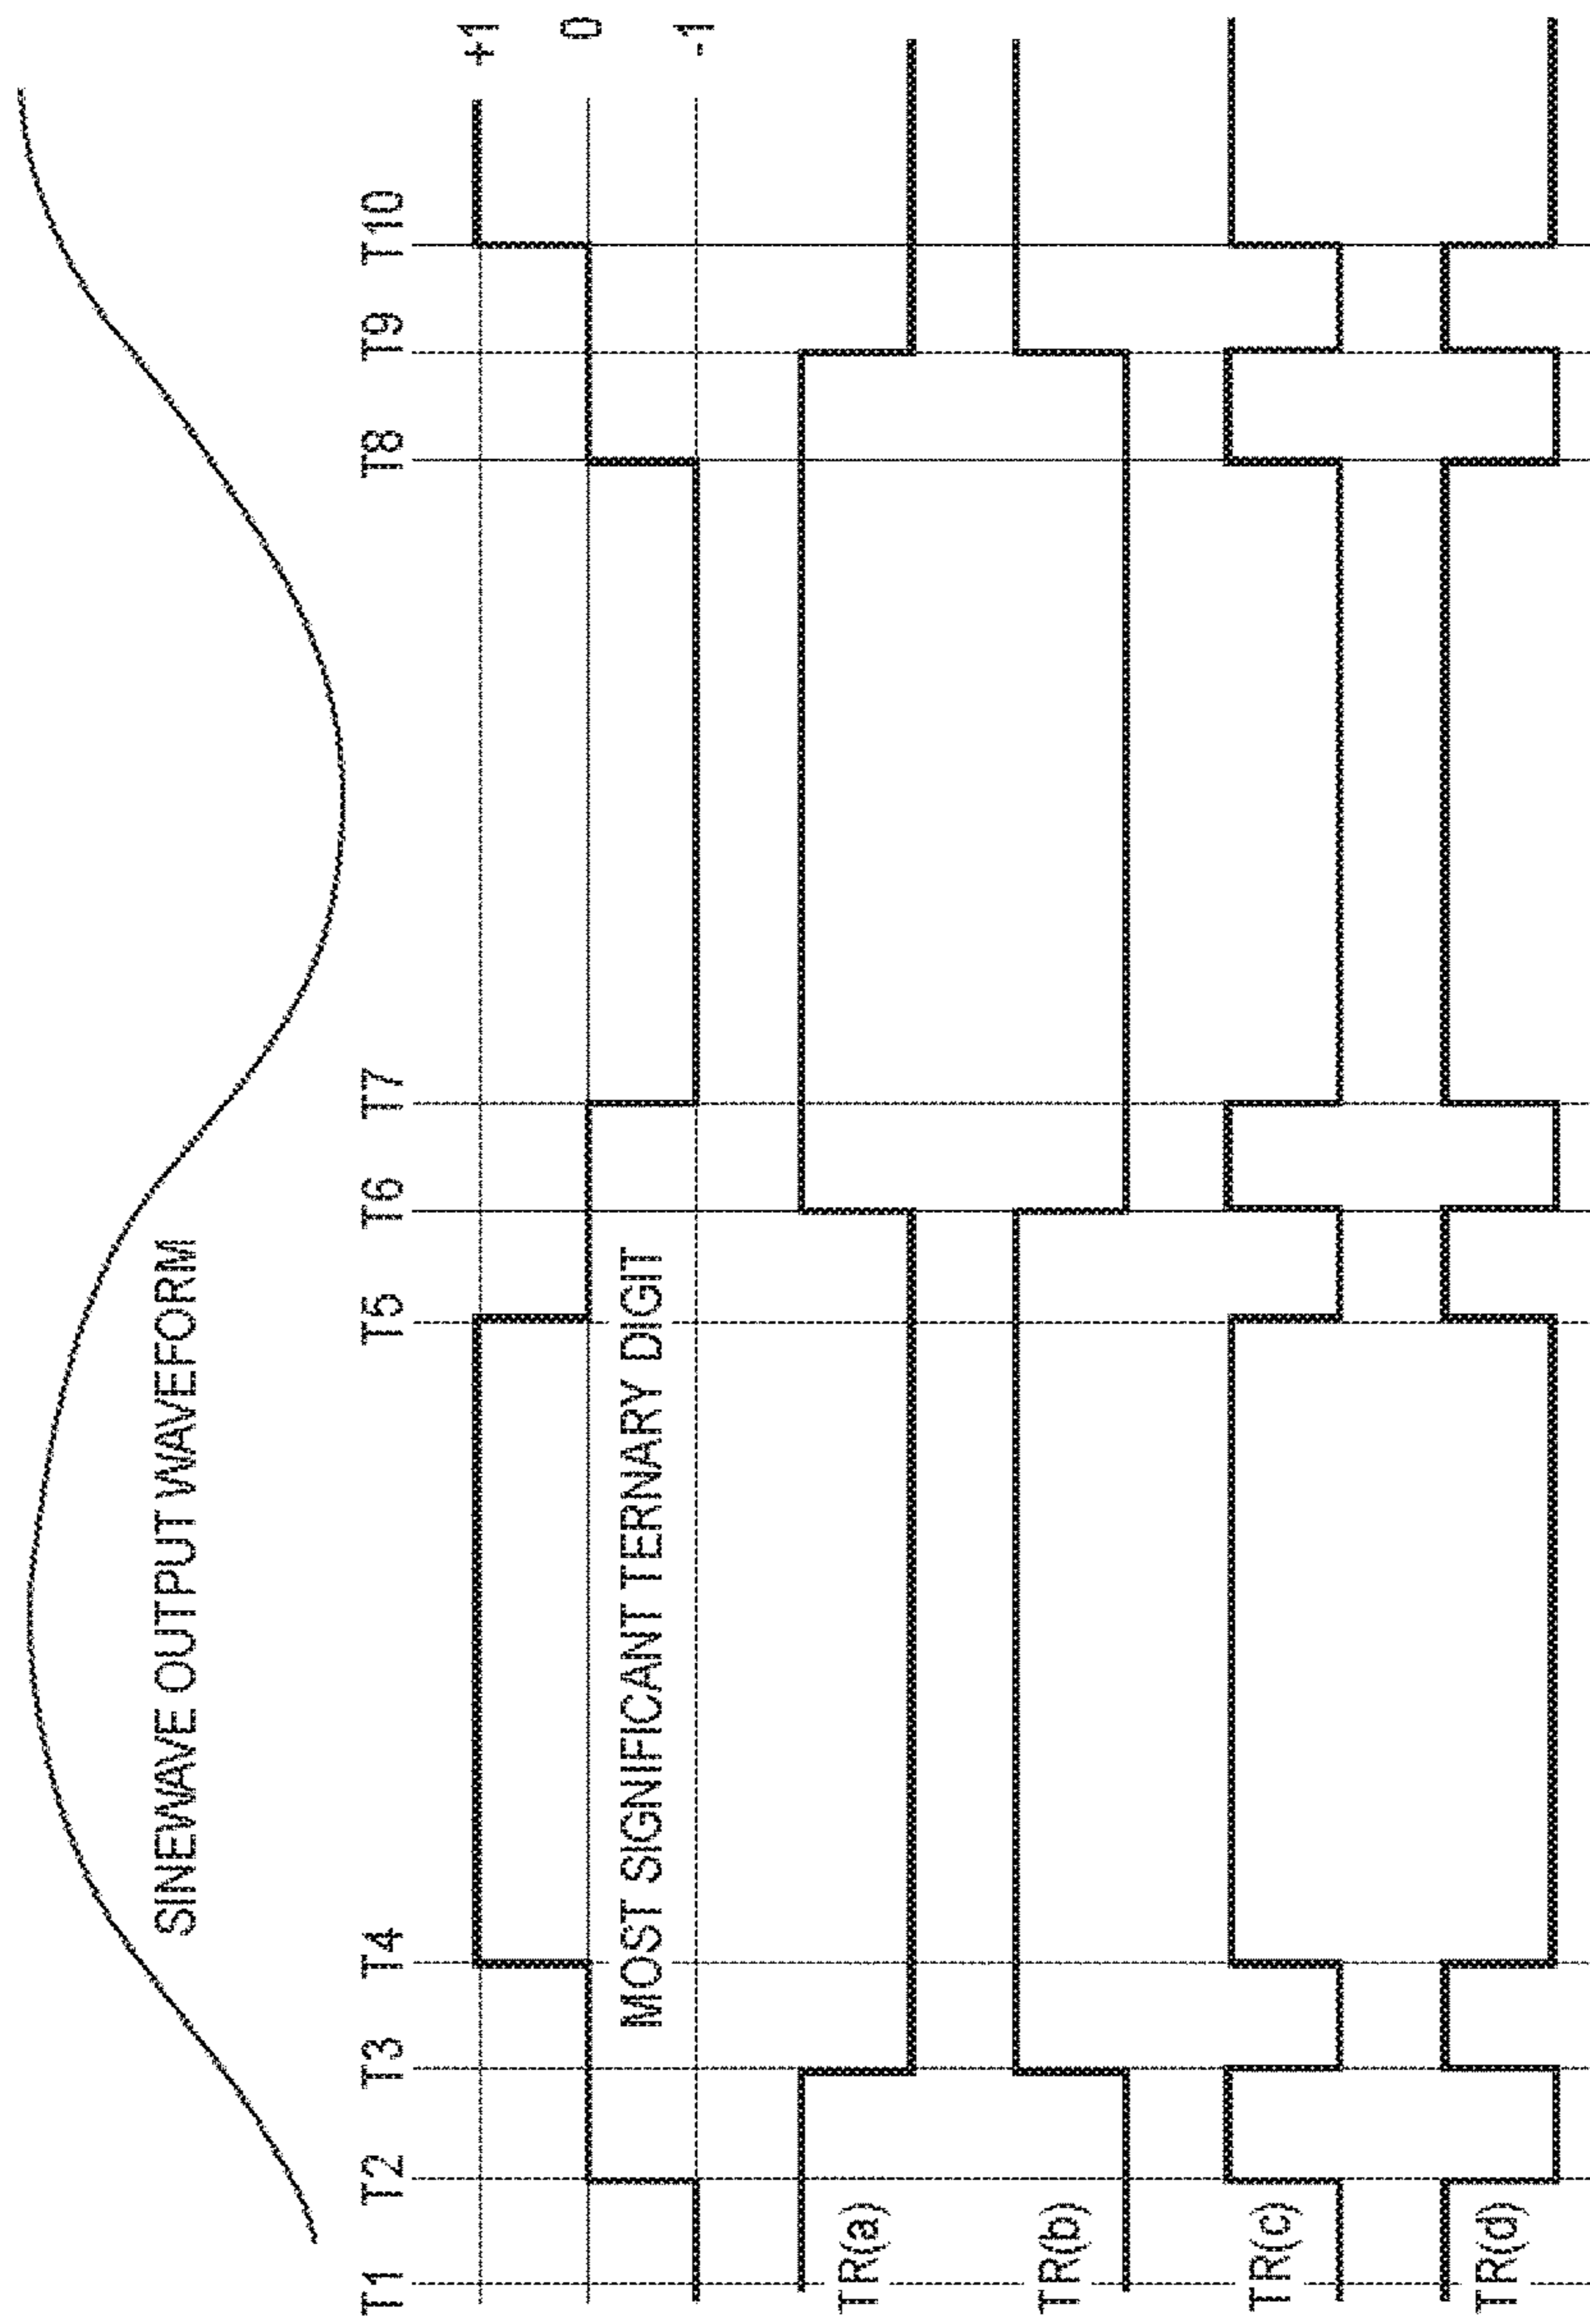 SINEWAVE OUTPUT WAVEFORM
T1 T2 T3 T4 T5 T6 T7 T8 T9 T10
+1
0
MOST SIGNIFICANT TERNARY DIGIT
-1
TR(a)
TR(b)
TR(c)
TR(d)